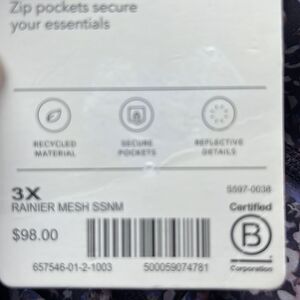 Zip pockets secure
your essentials
RECYCLED
MATERIAL
SECURE
POCKETS
REFLECTIVE
DETAILS
3X
S597-0038
RAINIER MESH SSNM
Certified
$98.00
B
Corporation
657546-01-2-1003
500059074781